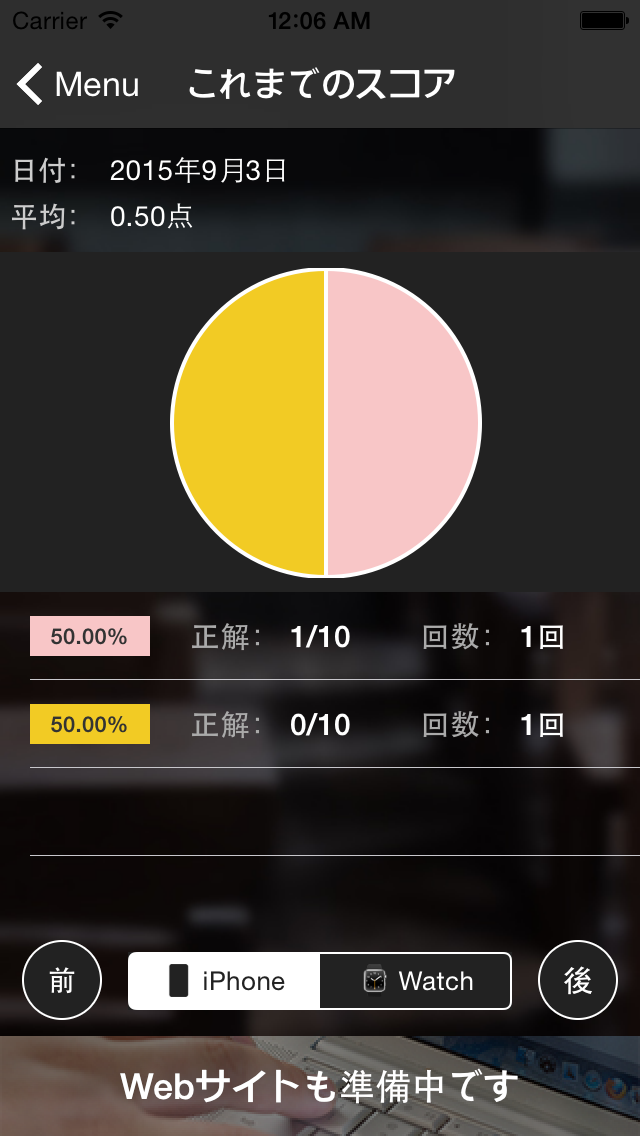 Carrier 12:06 AM
Menu これまでのスコア
日付： 2015年9月3日
平均： 0.50点
50.00% 正解： 1/10 回数： 1回
50.00% 正解： 0/10 回数： 1回
前 iPhone Watch 後
Webサイトも準備中です